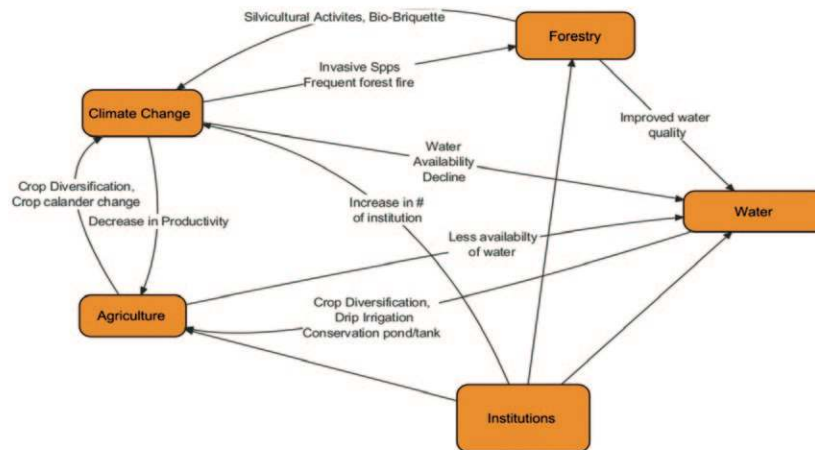 Silvicultural Activites, Bio-Briquette
Forestry
Invasive Spps
Frequent forest fire
Climate Change
Improved water
quality
Water
Availability
Decline
Crop Diversification,
Crop calander change
Increase in #
of institution
Water
Decrease in Productivity
Less availabilty
of water
Agriculture
Crop Diversification,
Drip Irrigation
Conservation pond/tank
Institutions